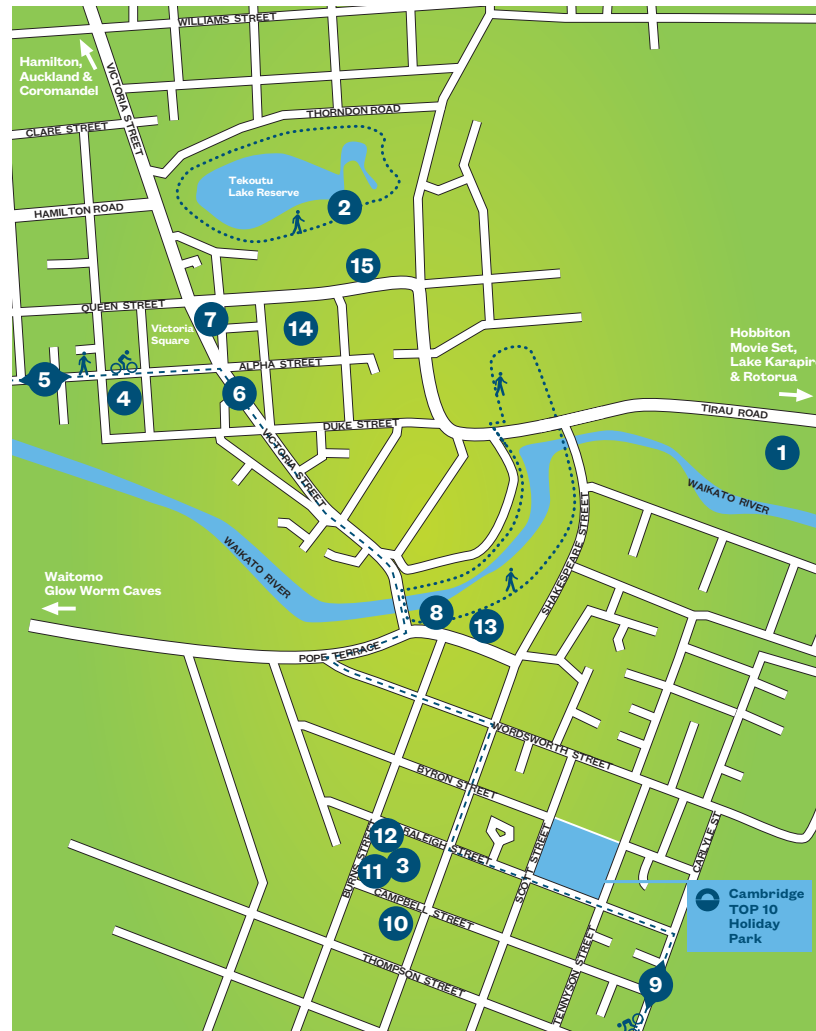 WILLIAMS STREET
Hamilton,
Auckland &
Coromandel
VICTORIA STREET
THORNDON ROAD
CLARE STREET
Tekoutu
Lake Reserve
2
HAMILTON ROAD
15
QUEEN STREET
7
14
Victoria
Square
Hobbiton
Movie Set,
Lake Karapir
& Rotorua
ALPHA STREET
5
4
6
TIRAU ROAD
DUKE STREET
1
VICTORIA STREET
WAIKATO RIVER
SHAKESPEARE STREET
WAIKATO RIVER
Waitomo
Glow Worm Caves
8
13
POPE TERRACE
WORDSWORTH STREET
BYRON STREET
12
RALEIGH STREET
3
11
BURNS STREET
SCOTT STREET
CARLYLE ST
CAMPBELL STREET
10
Cambridge
TOP 10
Holiday
Park
THOMPSON STREET
TENNYSON STREET
9